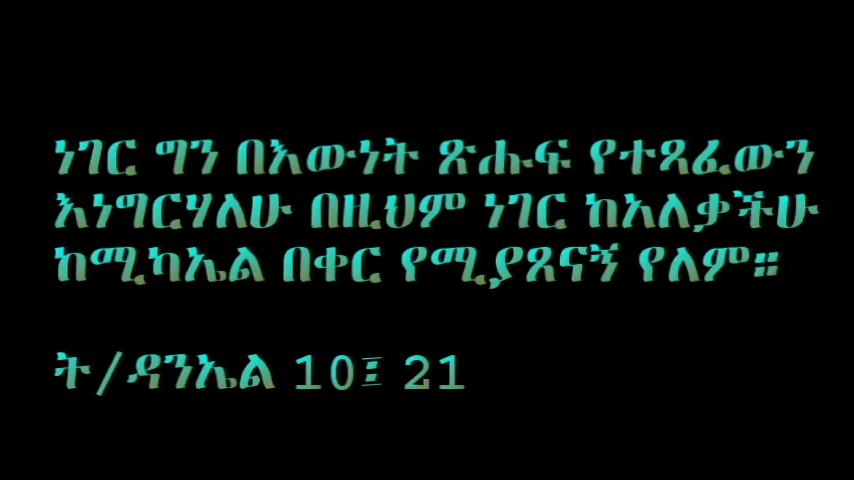 ነገር ግን በእውነት ጽሑፍ የተጻፈውን
እነግርሃለሁ በዚህም ነገር ከአለቃችሁ
ከሚካኤል በቀር የሚያጸናኝ የለም።
ት/ዳንኤል 10፤ 21